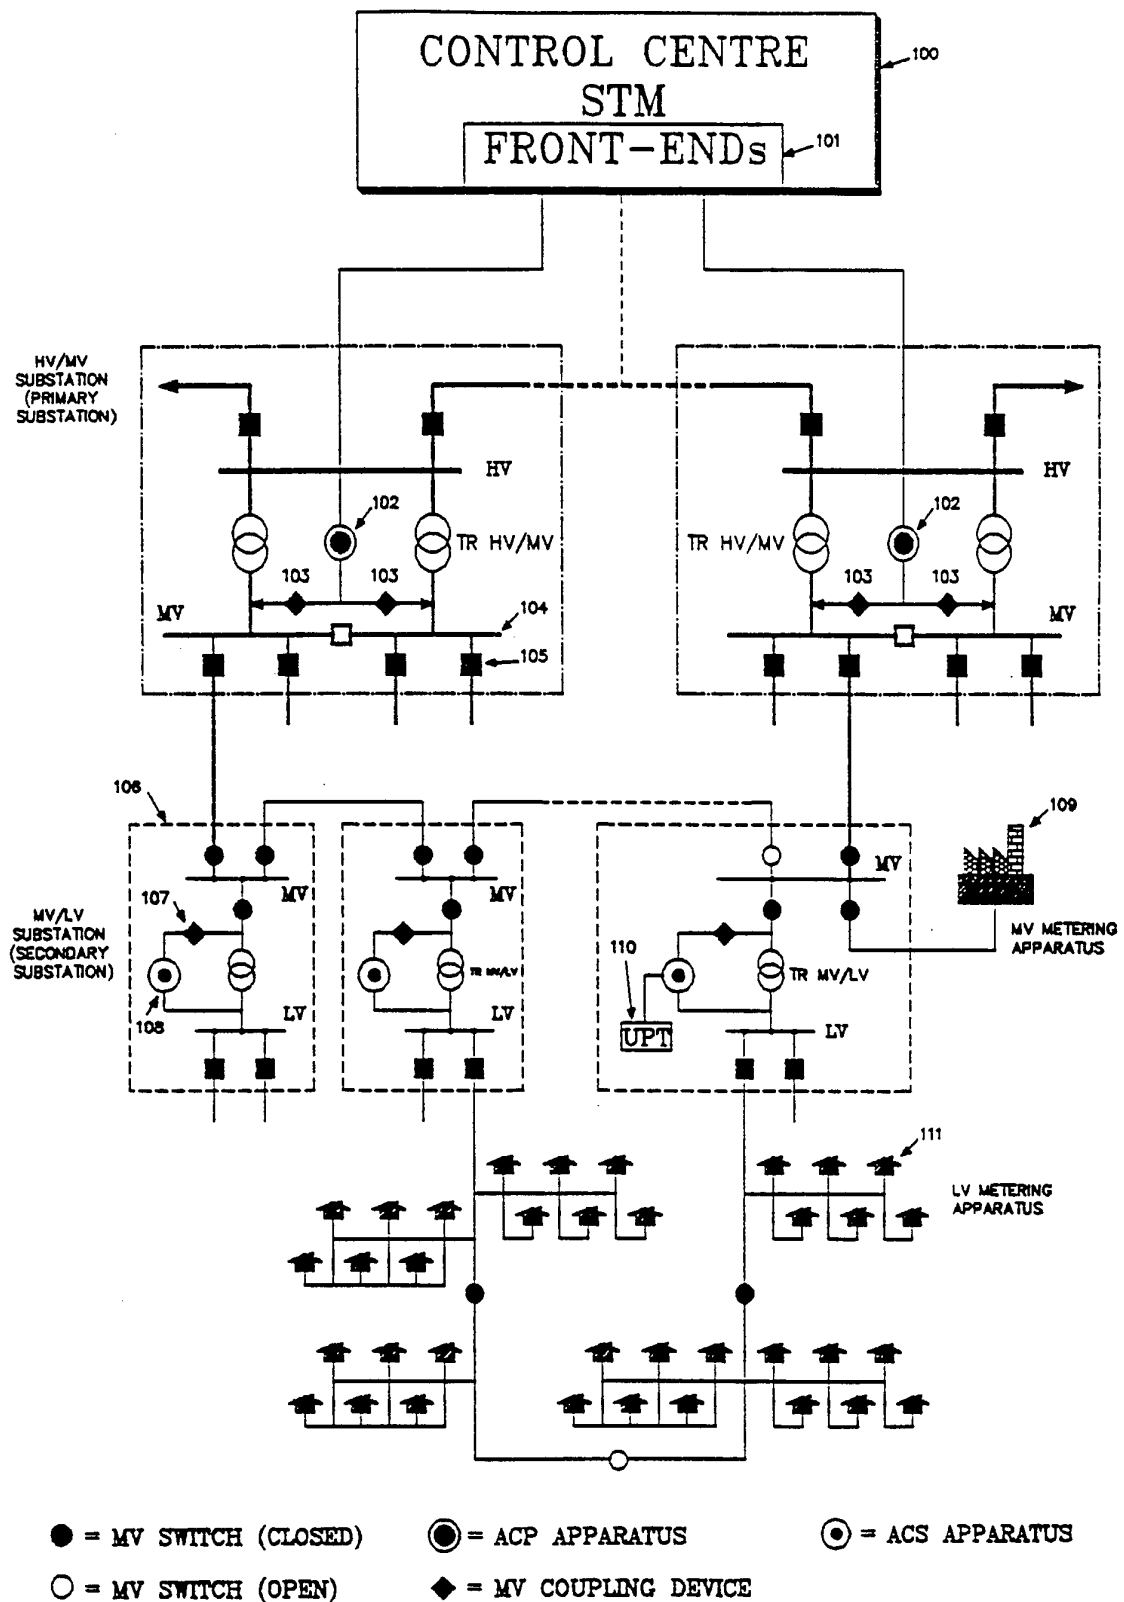 CONTROL CENTRE
STM
FRONT-ENDs
100
101
HV/MV
SUBSTATION
(PRIMARY
SUBSTATION)
HV
HV
102
102
TR HV/MV
TR HV/MV
103
103
103
103
MV
104
MV
105
106
109
MV
MV
MV
107
MV/LV
SUBSTATION
(SECONDARY
SUBSTATION)
MV METERING
APPARATUS
110
TR MV/LV
TR MV/LV
108
LV
LV
LV
UPT
111
LV METERING
APPARATUS
= MV SWITCH (CLOSED)
= ACP APPARATUS
= ACS APPARATUS
= MV SWITCH (OPEN)
= MV COUPLING DEVICE